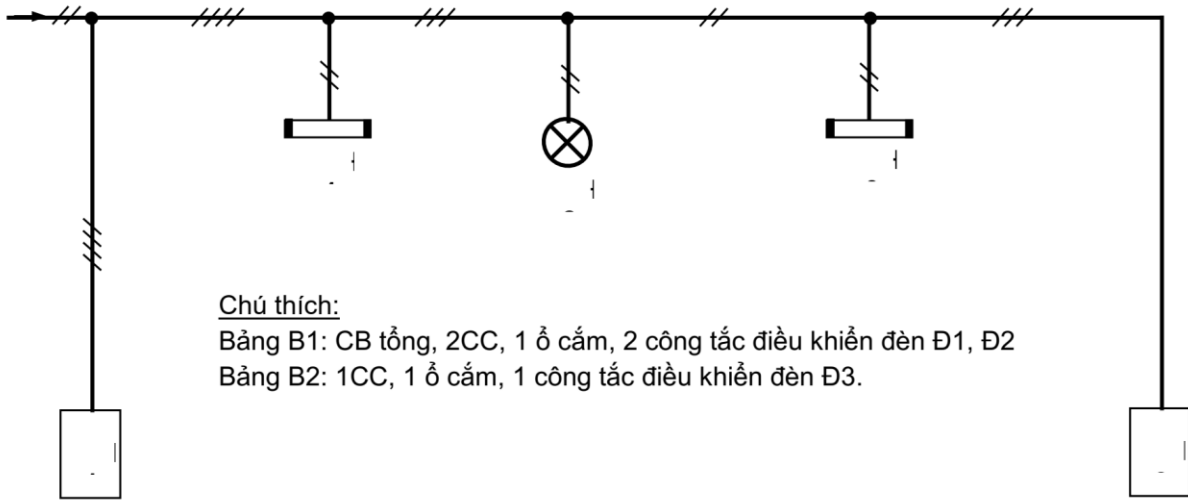 Chú thích:
Bảng B1: CB tổng, 2CC, 1 ổ cắm, 2 công tắc điều khiển đèn Đ1, Đ2
Bảng B2: 1CC, 1 ổ cắm, 1 công tắc điều khiển đèn Đ3.